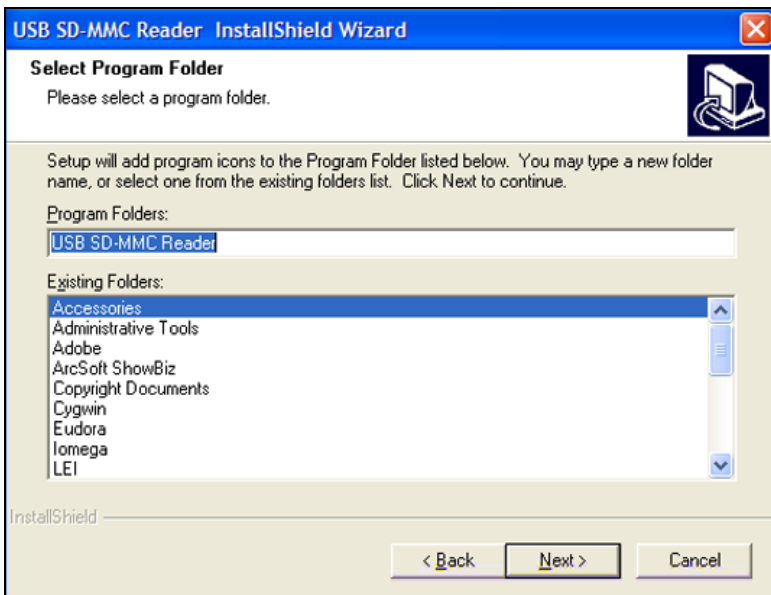 USB SD-MMC Reader  InstallShield Wizard
Select Program Folder
Please select a program folder.
Setup will add program icons to the Program Folder listed below.  You may type a new folder
name, or select one from the existing folders list.  Click Next to continue.
Program Folders:
USB SD-MMC Reader
Existing Folders:
Accessories
Administrative Tools
Adobe
ArcSoft ShowBiz
Copyright Documents
Cygwin
Eudora
Iomega
LEI
InstallShield
< Back
Next >
Cancel